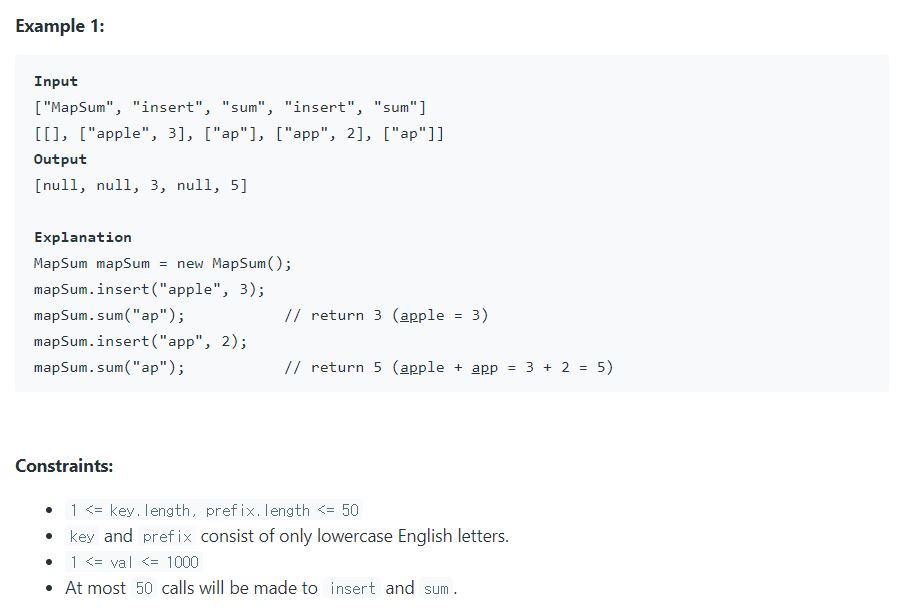 Example 1:
Input
["MapSum", "insert", "sum", "insert", "sum"]
[[], ["apple", 3], ["ap"], ["app", 2], ["ap"]]
Output
[null, null, 3, null, 5]
Explanation
MapSum mapSum = new MapSum();
mapSum.insert("apple", 3);
mapSum.sum("ap");           // return 3 (apple = 3)
mapSum.insert("app", 2);
mapSum.sum("ap");           // return 5 (apple + app = 3 + 2 = 5)
Constraints:
• 1 <= key.length, prefix.length <= 50
• key and prefix consist of only lowercase English letters.
• 1 <= val <= 1000
• At most 50 calls will be made to insert and sum.